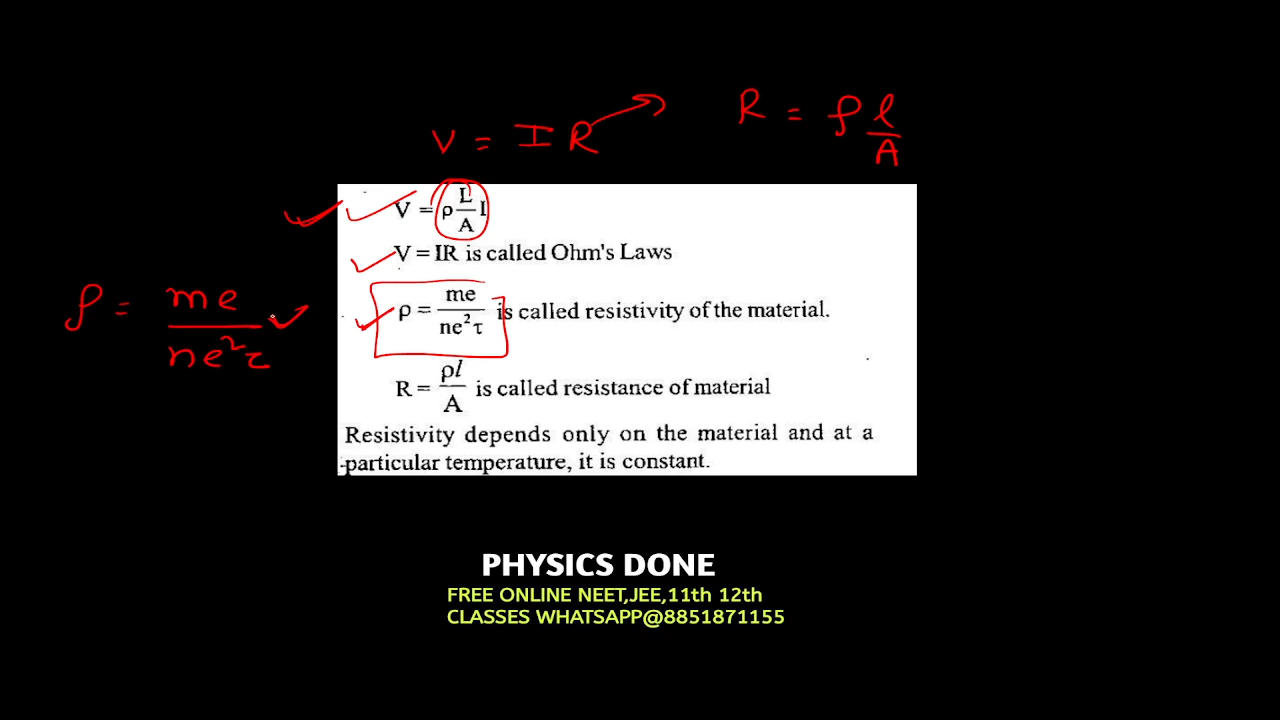 V = IR
R = ρ l/A
V = ρ L/A I
V = IR is called Ohm's Laws
ρ = me/ne²τ is called resistivity of the material.
ρ = me/ne²τ
R = ρl/A is called resistance of material
Resistivity depends only on the material and at a
particular temperature, it is constant.
PHYSICS DONE
FREE ONLINE NEET,JEE,11th 12th
CLASSES WHATSAPP@8851871155